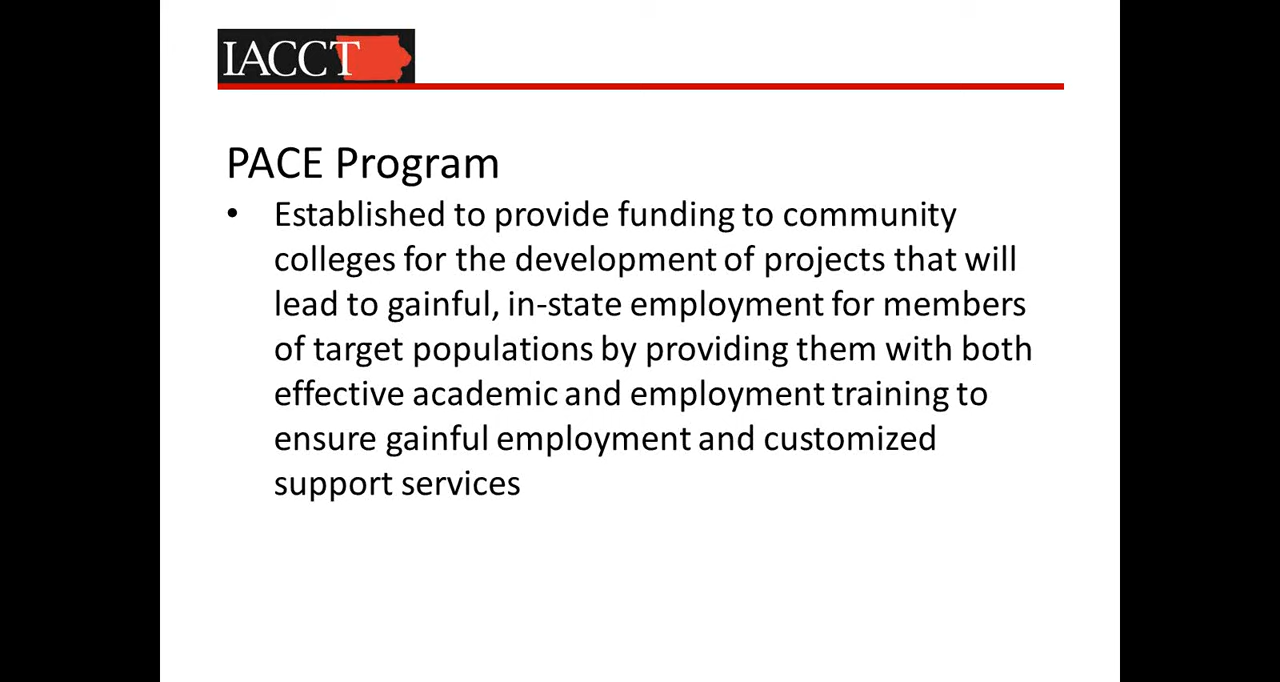 IACCT
PACE Program
• Established to provide funding to community
colleges for the development of projects that will
lead to gainful, in-state employment for members
of target populations by providing them with both
effective academic and employment training to
ensure gainful employment and customized
support services